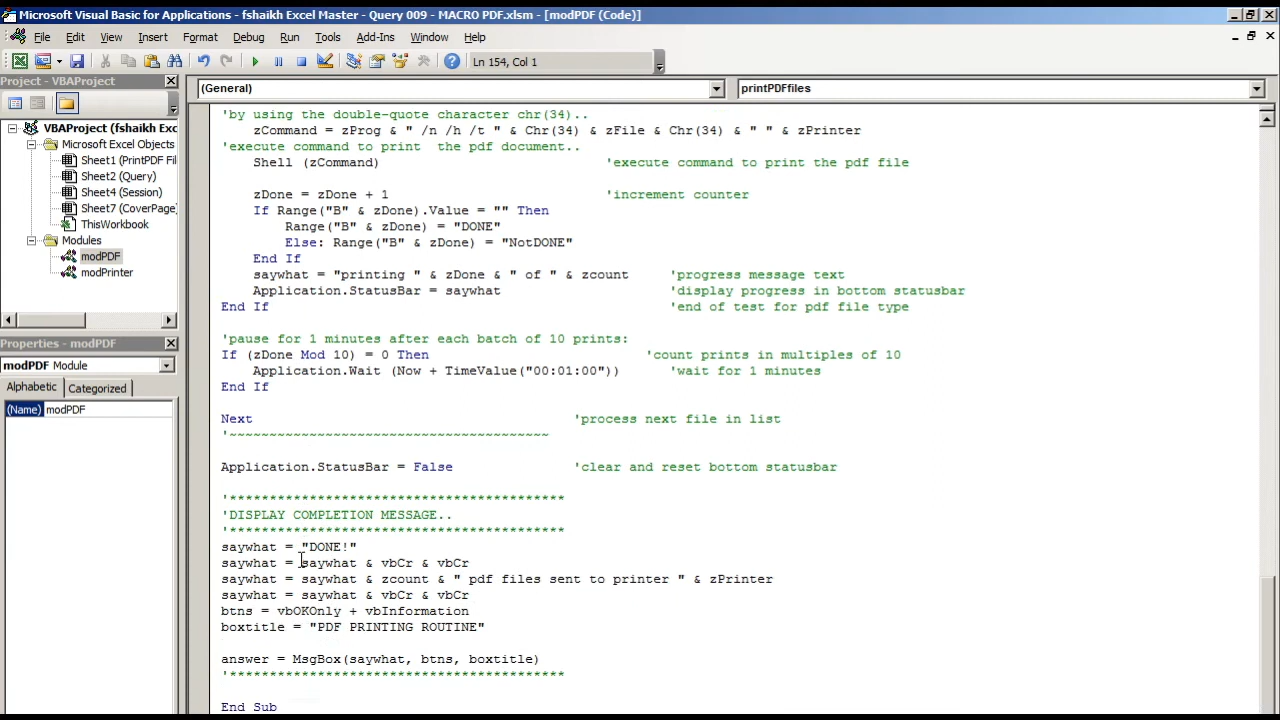 Microsoft Visual Basic for Applications - fshaikh Excel Master - Query 009 - MACRO PDF.xlsm - [modPDF (Code)]
File Edit View Insert Format Debug Run Tools Add-Ins Window Help
Ln 154, Col 1
Project - VBAProject
VBAProject (fshaikh Exc
Microsoft Excel Objects
Sheet1 (PrintPDF Fil
Sheet2 (Query)
Sheet4 (Session)
Sheet7 (CoverPage)
ThisWorkbook
Modules
modPDF
modPrinter
Properties - modPDF
modPDF Module
Alphabetic Categorized
(Name) modPDF
(General) printPDFfiles
'by using the double-quote character chr(34)..
zCommand = zProg & " /n /h /t " & Chr(34) & zFile & Chr(34) & " " & zPrinter
'execute command to print  the pdf document..
Shell (zCommand) 'execute command to print the pdf file
zDone = zDone + 1 'increment counter
If Range("B" & zDone).Value = "" Then
Range("B" & zDone) = "DONE"
Else: Range("B" & zDone) = "NotDONE"
End If
saywhat = "printing " & zDone & " of " & zcount 'progress message text
Application.StatusBar = saywhat 'display progress in bottom statusbar
End If 'end of test for pdf file type
'pause for 1 minutes after each batch of 10 prints:
If (zDone Mod 10) = 0 Then 'count prints in multiples of 10
Application.Wait (Now + TimeValue("00:01:00")) 'wait for 1 minutes
End If
Next 'process next file in list
'~~~~~~~~~~~~~~~~~~~~~~~~~~~~~~~~~~~~~~~~
Application.StatusBar = False 'clear and reset bottom statusbar
'******************************************
'DISPLAY COMPLETION MESSAGE..
'******************************************
saywhat = "DONE!"
saywhat = saywhat & vbCr & vbCr
saywhat = saywhat & zcount & " pdf files sent to printer " & zPrinter
saywhat = saywhat & vbCr & vbCr
btns = vbOKOnly + vbInformation
boxtitle = "PDF PRINTING ROUTINE"
answer = MsgBox(saywhat, btns, boxtitle)
'******************************************
End Sub